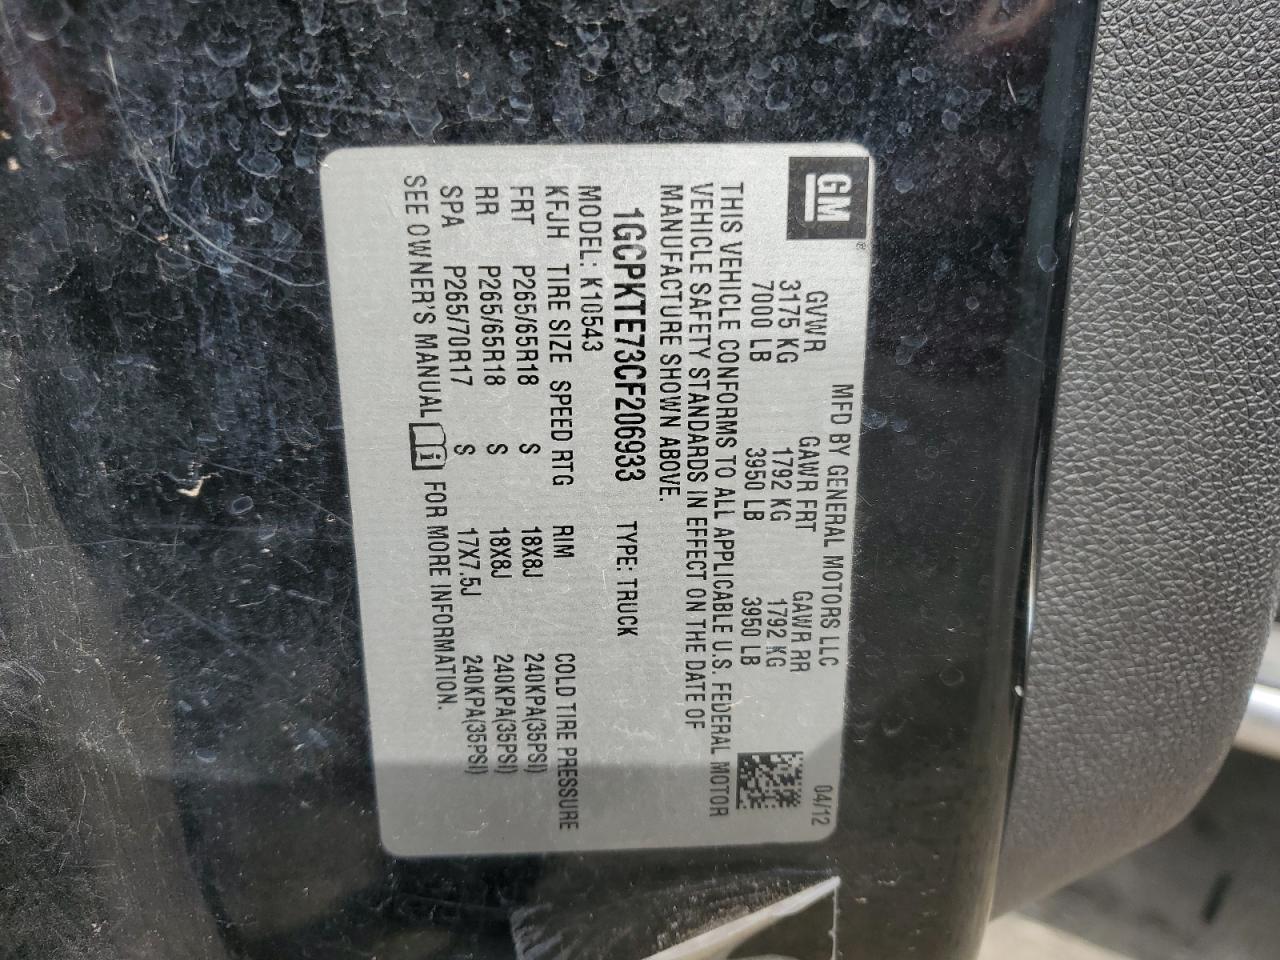 GM
MFD BY GENERAL MOTORS LLC 04/12
GVWR GAWR FRT GAWR RR
3175 KG 1792 KG 1792 KG
7000 LB 3950 LB 3950 LB
THIS VEHICLE CONFORMS TO ALL APPLICABLE U.S. FEDERAL MOTOR
VEHICLE SAFETY STANDARDS IN EFFECT ON THE DATE OF
MANUFACTURE SHOWN ABOVE.
1GCPKTE73CF206933 TYPE: TRUCK
MODEL: K10543
KFJH TIRE SIZE SPEED RTG RIM COLD TIRE PRESSURE
FRT P265/65R18 S 18X8J 240KPA(35PSI)
RR P265/65R18 S 18X8J 240KPA(35PSI)
SPA P265/70R17 S 17X7.5J 240KPA(35PSI)
SEE OWNER'S MANUAL FOR MORE INFORMATION.